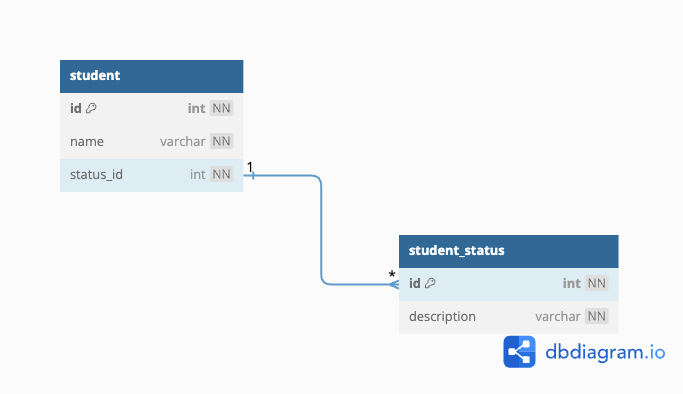 student
id int NN
name varchar NN
status_id int NN
1
student_status
* id int NN
description varchar NN
dbdiagram.io